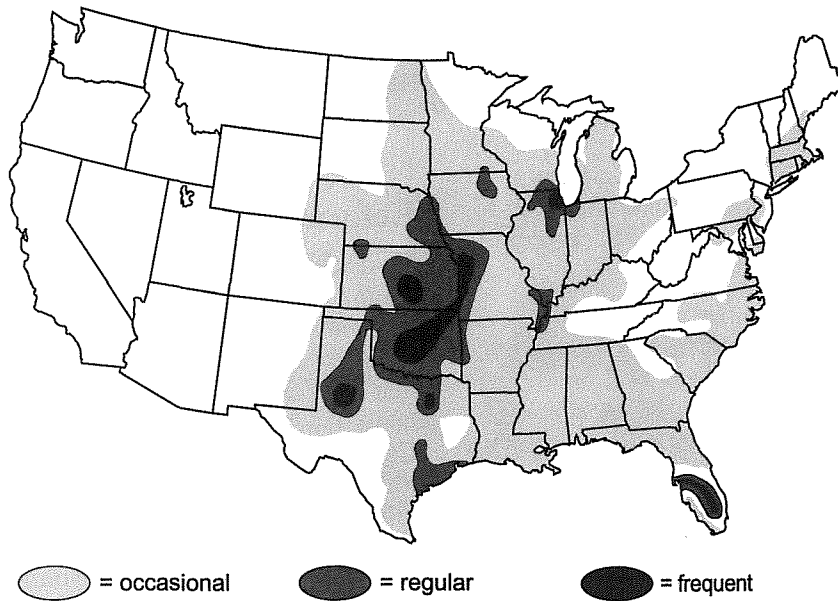 = occasional = regular = frequent